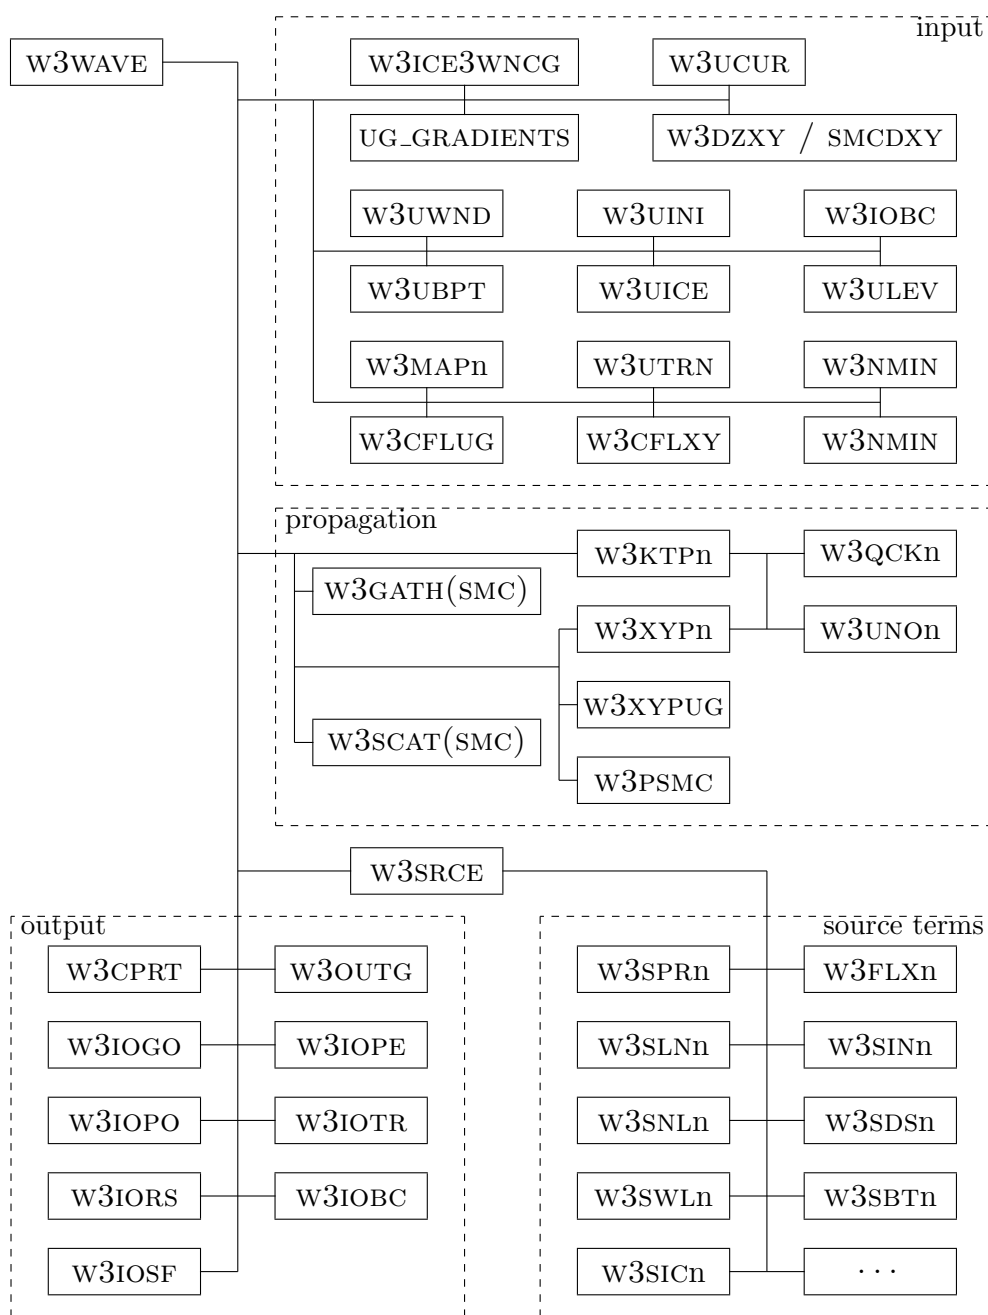 input
W3WAVE
W3ICE3WNCG
W3UCUR
UG_GRADIENTS
W3DZXY / SMCDXY
W3UWND
W3UINI
W3IOBC
W3UBPT
W3UICE
W3ULEV
W3MAPn
W3UTRN
W3NMIN
W3CFLUG
W3CFLXY
W3NMIN
propagation
W3KTPn
W3QCKn
W3GATH(SMC)
W3XYPn
W3UNOn
W3XYPUG
W3SCAT(SMC)
W3PSMC
W3SRCE
output
W3CPRT
W3OUTG
W3IOGO
W3IOPE
W3IOPO
W3IOTR
W3IORS
W3IOBC
W3IOSF
source terms
W3SPRn
W3FLXn
W3SLNn
W3SINn
W3SNLn
W3SDSn
W3SWLn
W3SBTn
W3SICn
· · ·